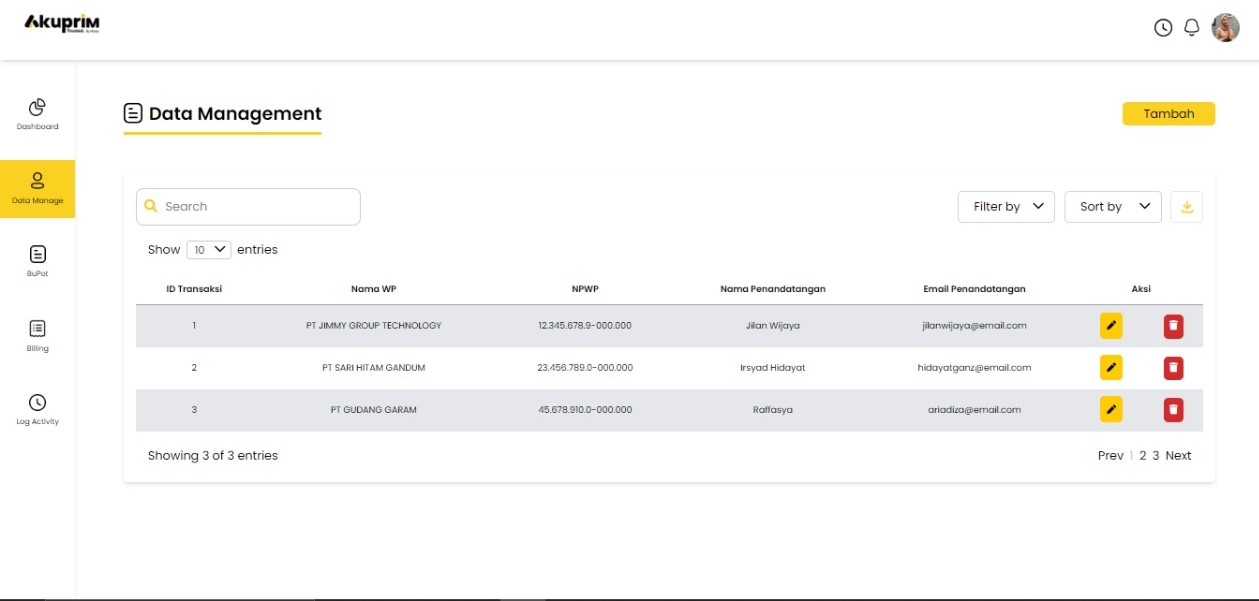 Akuprim
Dashboard
Data Manage
BuPot
Billing
Log Activity
Data Management
Tambah
Search
Filter by
Sort by
Show 10 entries
ID Transaksi Nama WP NPWP Nama Penandatangan Email Penandatangan Aksi
1 PT JIMMY GROUP TECHNOLOGY 12.345.678.9-000.000 Jilan Wijaya jilanwijaya@email.com
2 PT SARI HITAM GANDUM 23.456.789.0-000.000 Irsyad Hidayat hidayatganz@email.com
3 PT GUDANG GARAM 45.678.910.0-000.000 Raffasya ariadiza@email.com
Showing 3 of 3 entries
Prev 1 2 3 Next